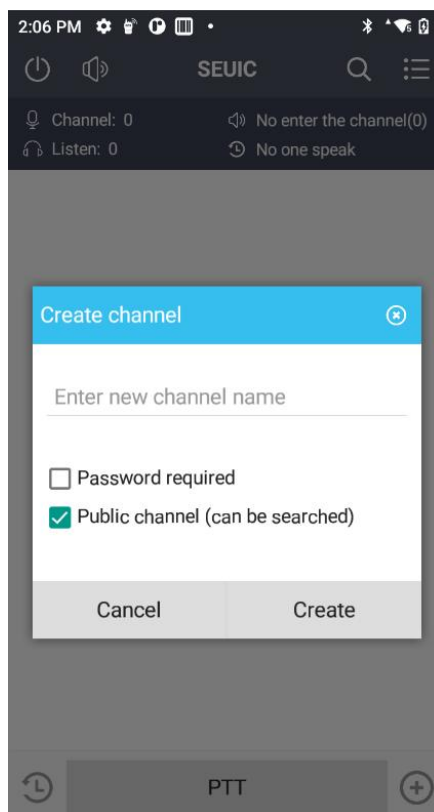 2:06 PM
SEUIC
Channel: 0
No enter the channel(0)
Listen: 0
No one speak
Create channel
Enter new channel name
Password required
Public channel (can be searched)
Cancel
Create
PTT